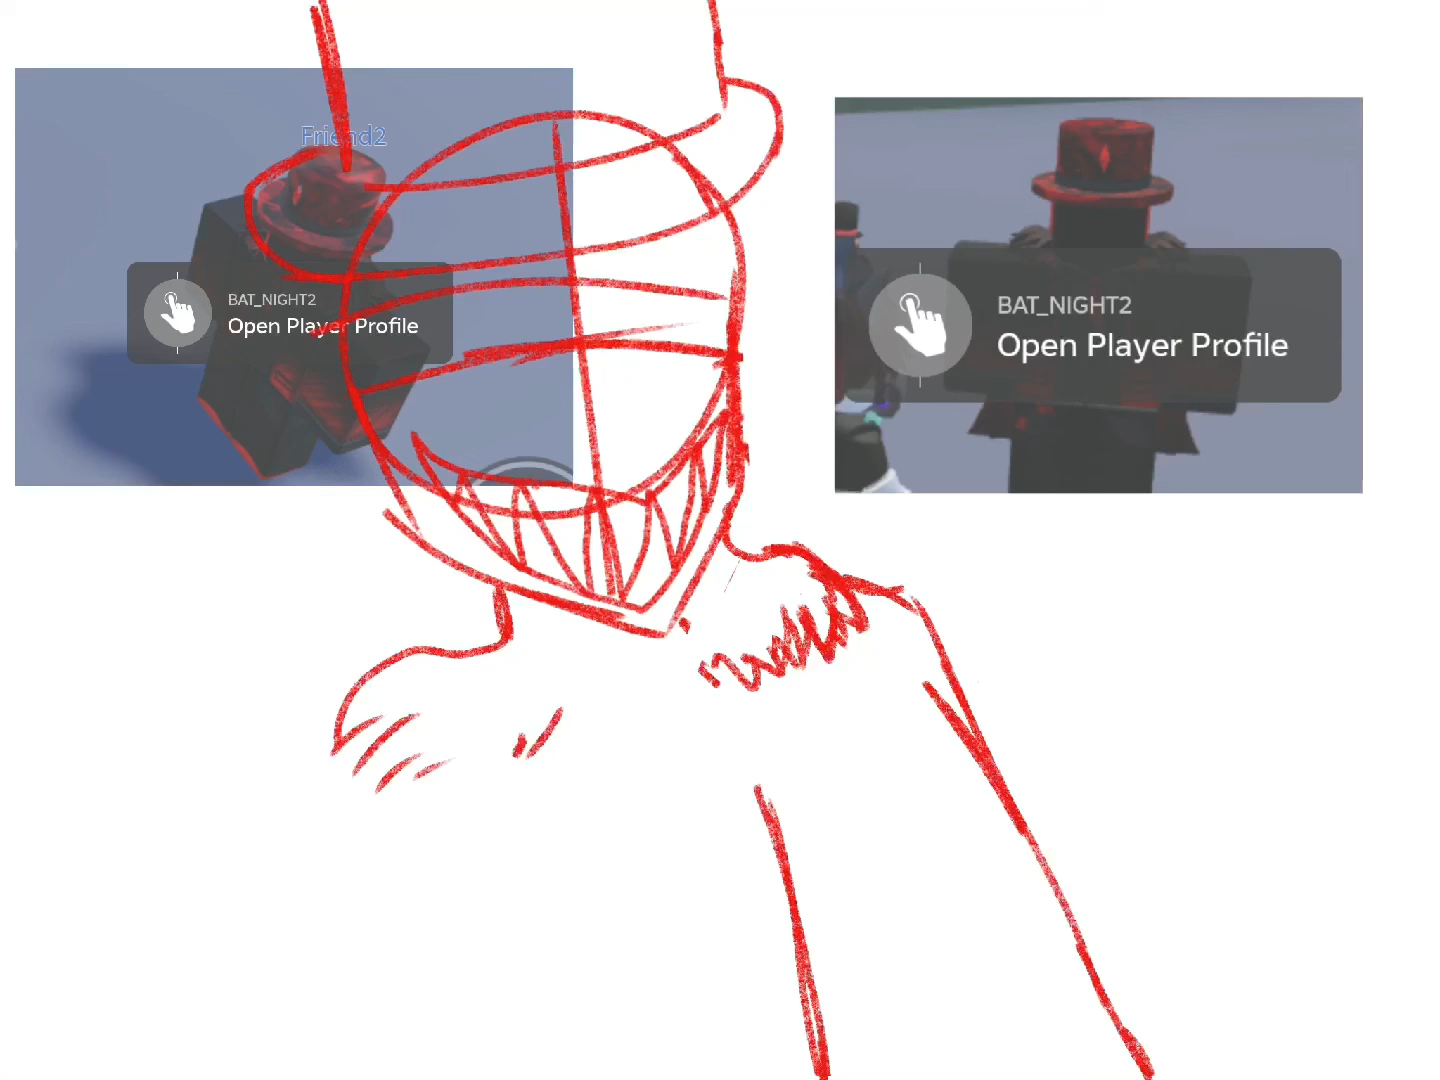 Friend2
BAT_NIGHT2
Open Player Profile
BAT_NIGHT2
Open Player Profile